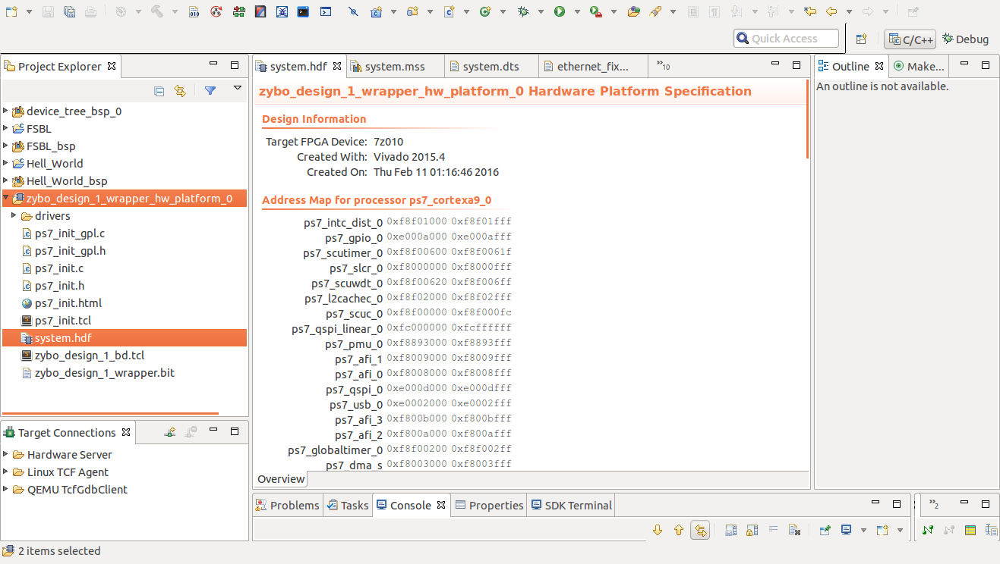 Quick Access
C/C++
Debug
Project Explorer
device_tree_bsp_0
FSBL
FSBL_bsp
Hell_World
Hell_World_bsp
zybo_design_1_wrapper_hw_platform_0
drivers
ps7_init_gpl.c
ps7_init_gpl.h
ps7_init.c
ps7_init.h
ps7_init.html
ps7_init.tcl
system.hdf
zybo_design_1_bd.tcl
zybo_design_1_wrapper.bit
Target Connections
Hardware Server
Linux TCF Agent
QEMU TcfGdbClient
system.hdf system.mss system.dts ethernet_fix... »10
zybo_design_1_wrapper_hw_platform_0 Hardware Platform Specification
Design Information
Target FPGA Device: 7z010
Created With: Vivado 2015.4
Created On: Thu Feb 11 01:16:46 2016
Address Map for processor ps7_cortexa9_0
ps7_intc_dist_0 0xf8f01000 0xf8f01fff
ps7_gpio_0 0xe000a000 0xe000afff
ps7_scutimer_0 0xf8f00600 0xf8f0061f
ps7_slcr_0 0xf8000000 0xf8000fff
ps7_scuwdt_0 0xf8f00620 0xf8f006ff
ps7_l2cachec_0 0xf8f02000 0xf8f02fff
ps7_scuc_0 0xf8f00000 0xf8f000fc
ps7_qspi_linear_0 0xfc000000 0xfcffffff
ps7_pmu_0 0xf8893000 0xf8893fff
ps7_afi_1 0xf8009000 0xf8009fff
ps7_afi_0 0xf8008000 0xf8008fff
ps7_qspi_0 0xe000d000 0xe000dfff
ps7_usb_0 0xe0002000 0xe0002fff
ps7_afi_3 0xf800b000 0xf800bfff
ps7_afi_2 0xf800a000 0xf800afff
ps7_globaltimer_0 0xf8f00200 0xf8f002ff
ps7_dma_s 0xf8003000 0xf8003fff
Overview
Outline Make...
An outline is not available.
Problems Tasks Console Properties SDK Terminal
»2
2 items selected